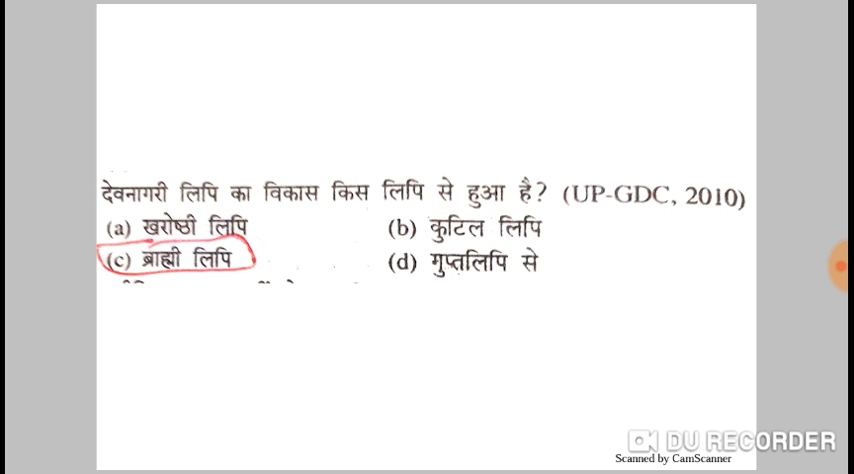 देवनागरी लिपि का विकास किस लिपि से हुआ है? (UP-GDC, 2010)
(a) खरोष्ठी लिपि (b) कुटिल लिपि
(c) ब्राह्मी लिपि (d) गुप्तलिपि से
DU RECORDER
Scanned by CamScanner